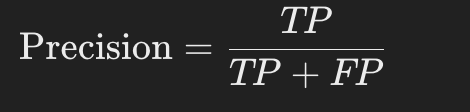 Precision = TP / TP + FP